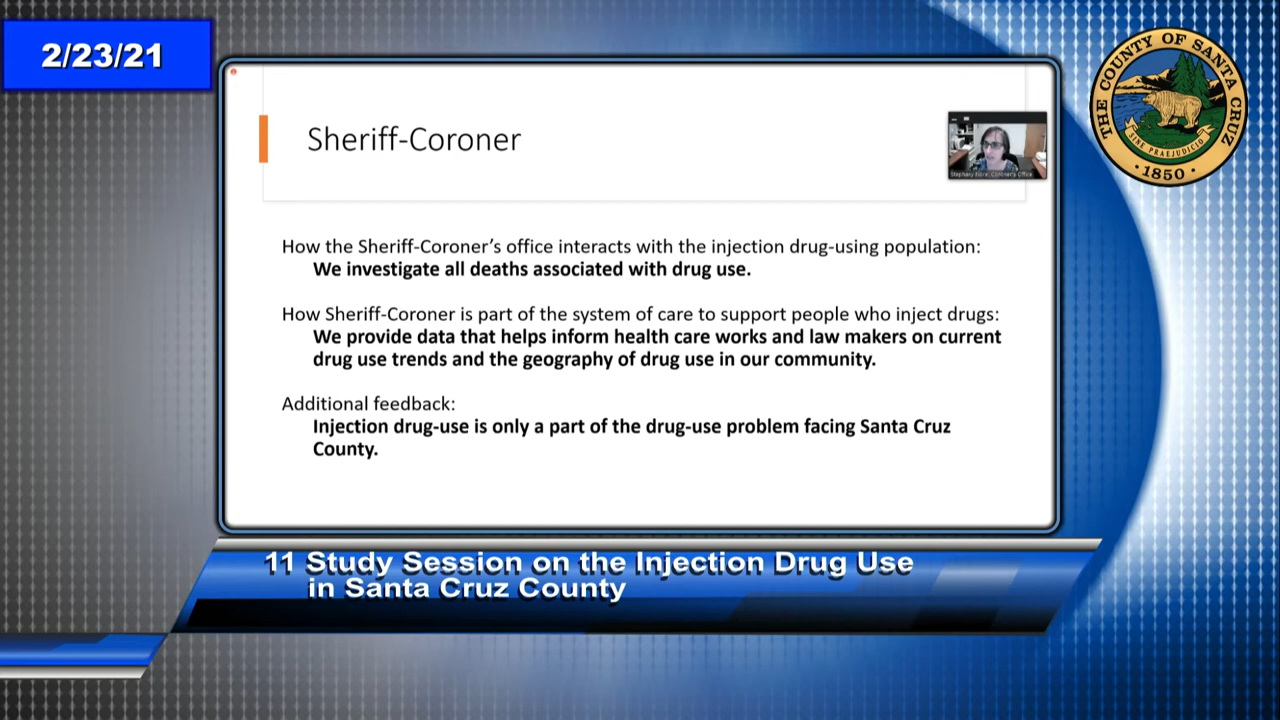 2/23/21
THE COUNTY OF SANTA CRUZ
SINE PRAEJUDICIO
• 1850 •
Sheriff-Coroner
Stephany Fiore, Coroner's Office
How the Sheriff-Coroner’s office interacts with the injection drug-using population:
We investigate all deaths associated with drug use.
How Sheriff-Coroner is part of the system of care to support people who inject drugs:
We provide data that helps inform health care works and law makers on current
drug use trends and the geography of drug use in our community.
Additional feedback:
Injection drug-use is only a part of the drug-use problem facing Santa Cruz
County.
11 Study Session on the Injection Drug Use
in Santa Cruz County